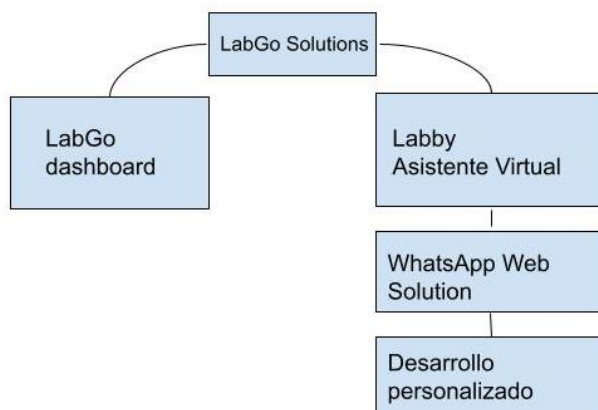 LabGo Solutions
LabGo
dashboard
Labby
Asistente Virtual
WhatsApp Web
Solution
Desarrollo
personalizado